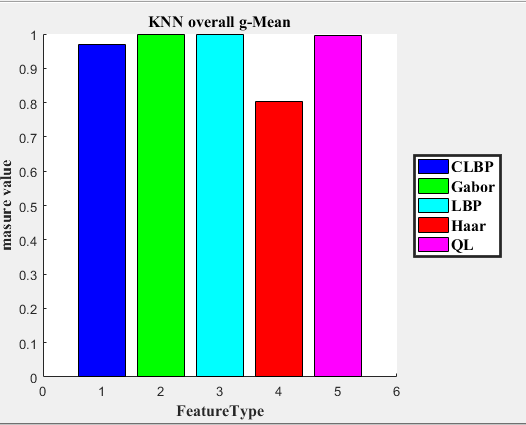 KNN overall g-Mean
1
0.9
0.8
0.7
0.6
0.5
0.4
0.3
0.2
0.1
0
masure value
0 1 2 3 4 5 6
FeatureType
CLBP
Gabor
LBP
Haar
QL